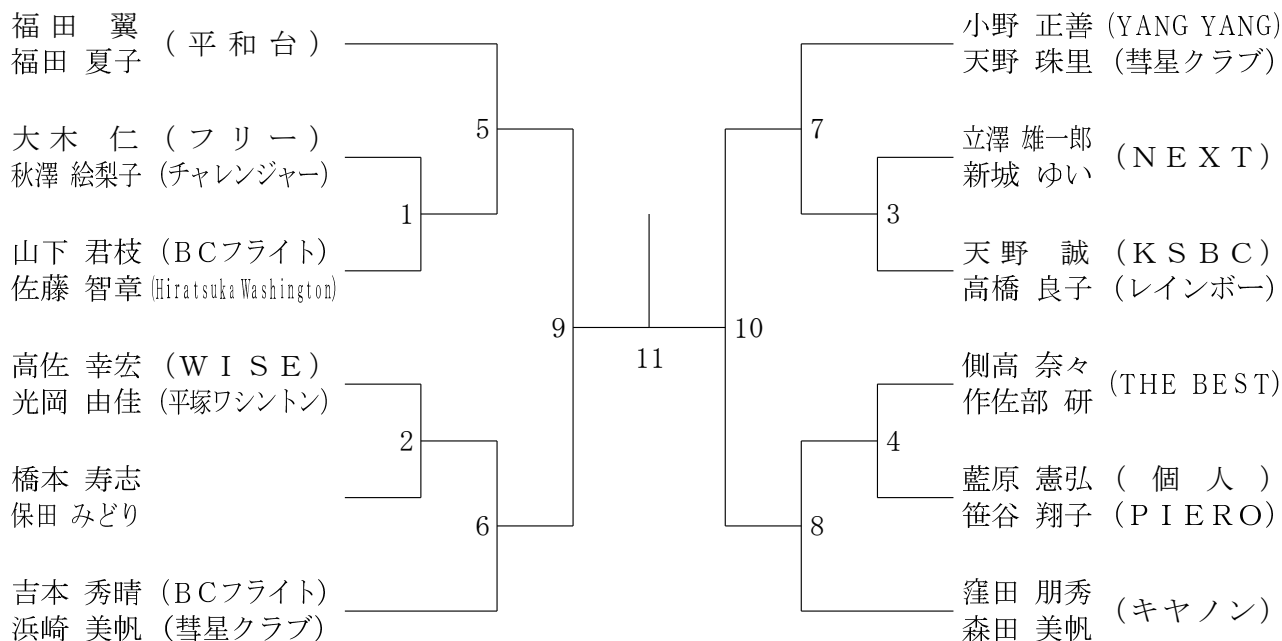 福田 翼
福田 夏子
(平和台)
大木 仁 (フリー)
秋澤 絵梨子 (チャレンジャー)
山下 君枝 (BCフライト)
佐藤 智章 (Hiratsuka Washington)
高佐 幸宏 (WISE)
光岡 由佳 (平塚ワシントン)
橋本 寿志
保田 みどり
吉本 秀晴 (BCフライト)
浜崎 美帆 (彗星クラブ)
5
1
2
6
9
11
10
7
3
4
8
小野 正善 (YANG YANG)
天野 珠里 (彗星クラブ)
立澤 雄一郎
新城 ゆい
(NEXT)
天野 誠 (KSBC)
高橋 良子 (レインボー)
側高 奈々
作佐部 研
(THE BEST)
藍原 憲弘 (個人)
笹谷 翔子 (PIERO)
窪田 朋秀
森田 美帆
(キヤノン)